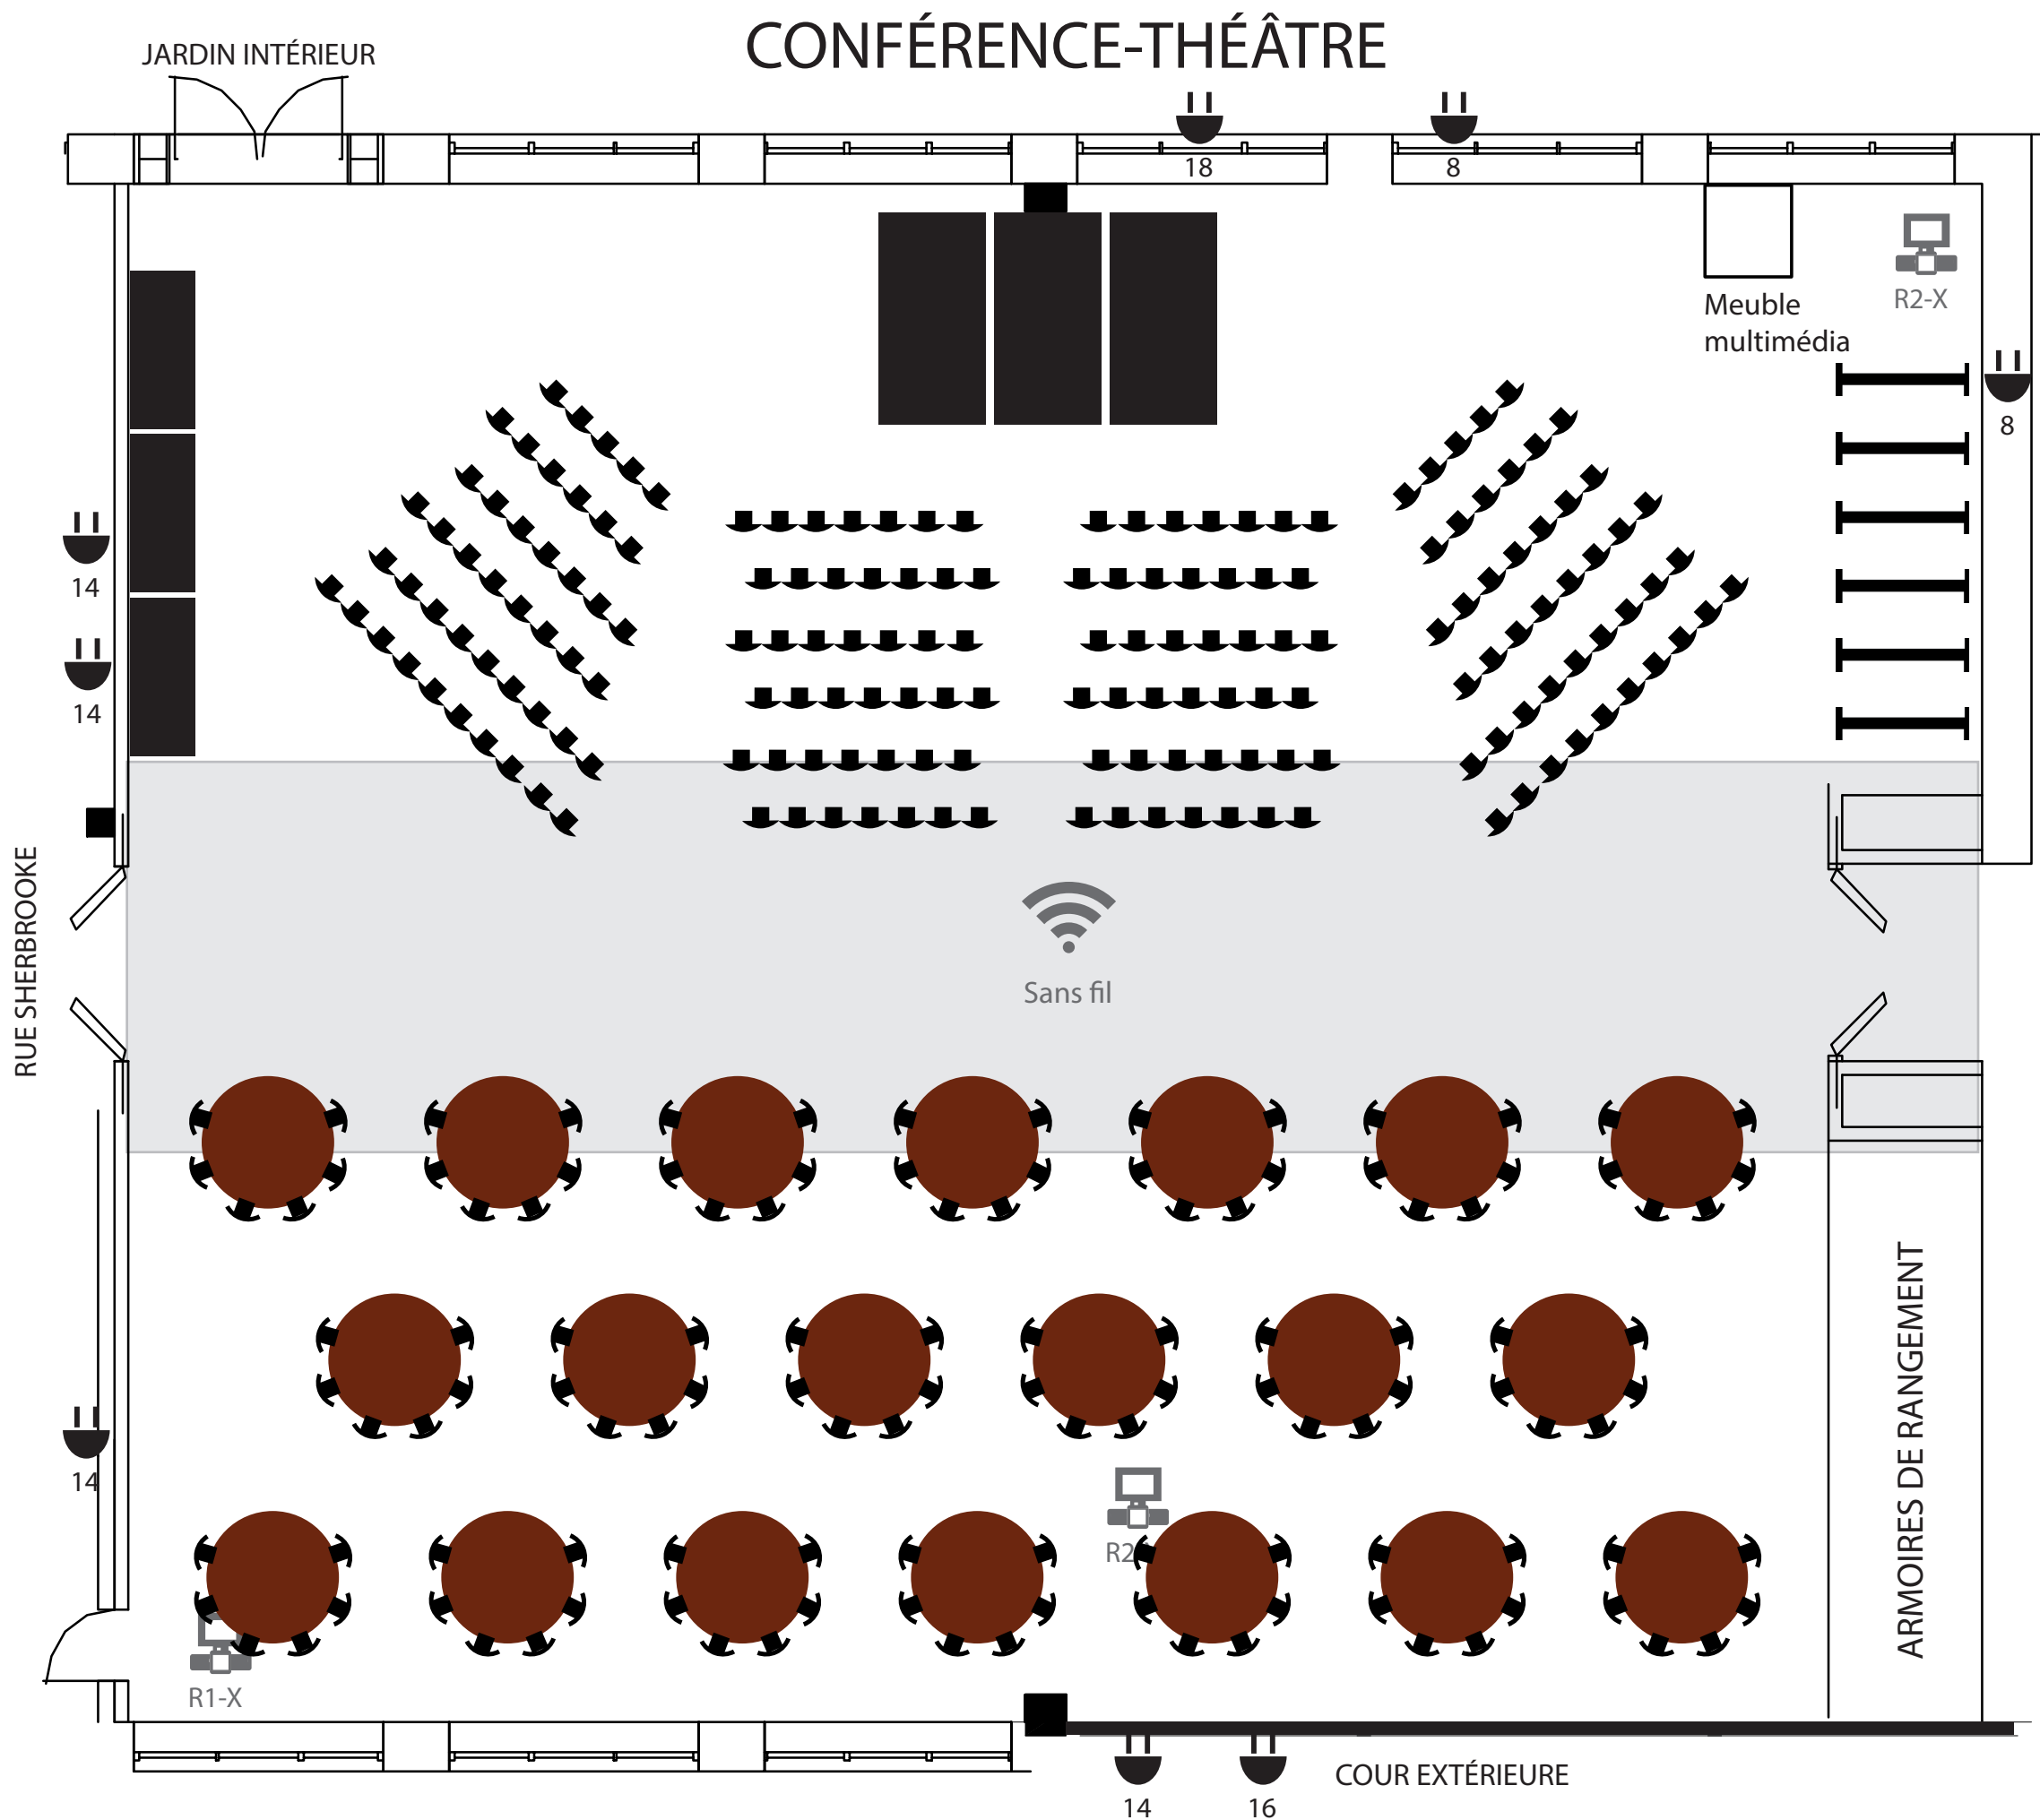 CONFÉRENCE-THÉÂTRE
JARDIN INTÉRIEUR
18
8
R2-X
Meuble
multimédia
8
14
14
RUE SHERBROOKE
Sans fil
ARMOIRES DE RANGEMENT
14
R2
R1-X
COUR EXTÉRIEURE
14
16